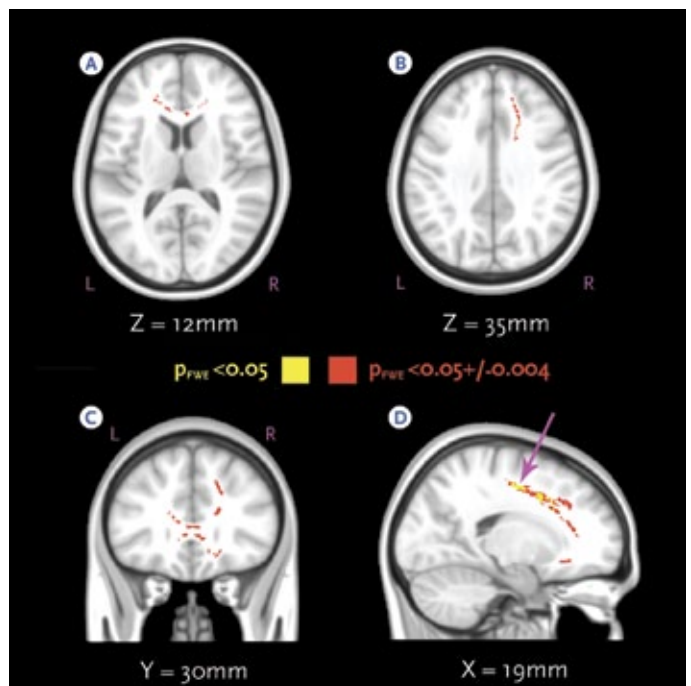 A
B
L R L R
Z = 12mm Z = 35mm
pFWE <0.05 pFWE <0.05+/-0.004
C L R D
Y = 30mm X = 19mm